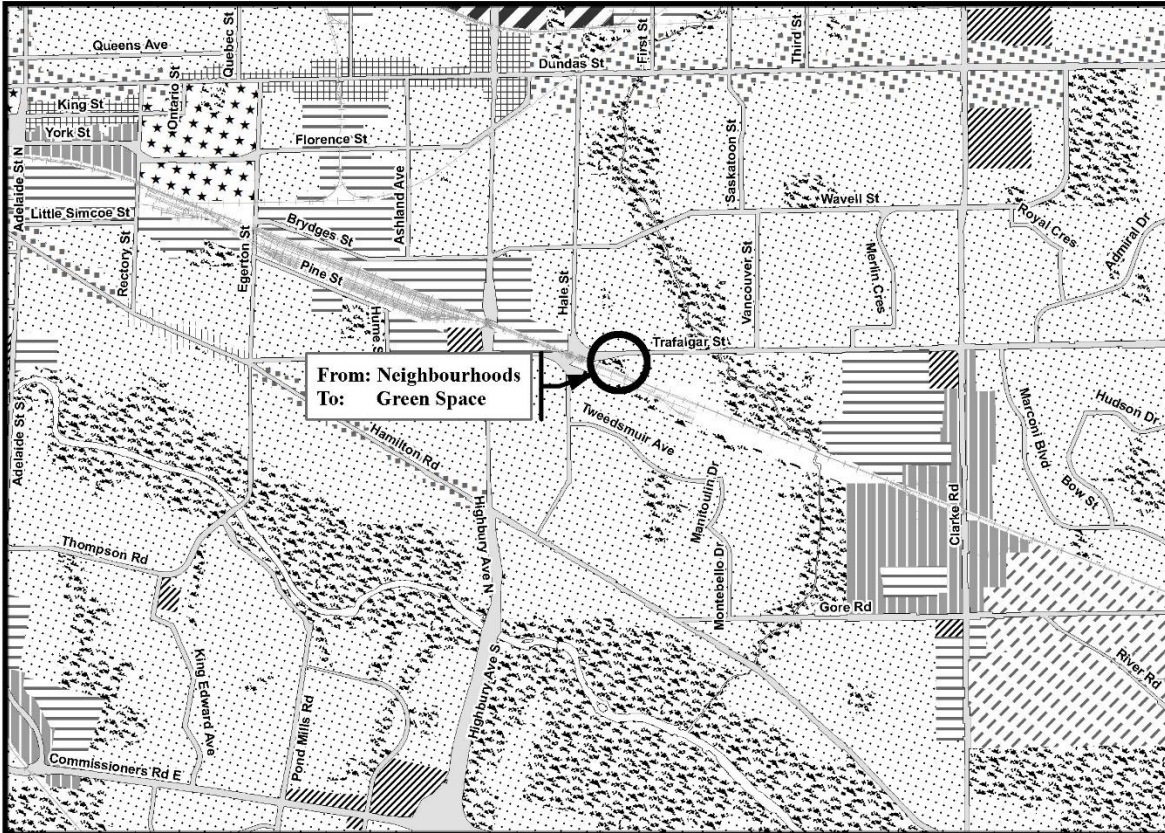 Queens Ave
Quebec St
First St
Third St
Dundas St
King St
Ontario St
York St
Florence St
Adelaide St N
Ashland Ave
Saskatoon St
Wavell St
Little Simcoe St
Rectory St
Egerton St
Brydges St
Pine St
Hume S
Hale St
Vancouver St
Merlin Cres
Royal Cres
Admiral Dr
Trafalgar St
From: Neighbourhoods
To: Green Space
Adelaide St S
Hamilton Rd
Tweedsmuir Ave
Manitoulin Dr
Marconi Blvd
Hudson Dr
Bow St
Clarke Rd
Highbury Ave N
Thompson Rd
Montebello Dr
Gore Rd
River Rd
King Edward Ave
Pond Mills Rd
Highbury Ave S
Commissioners Rd E